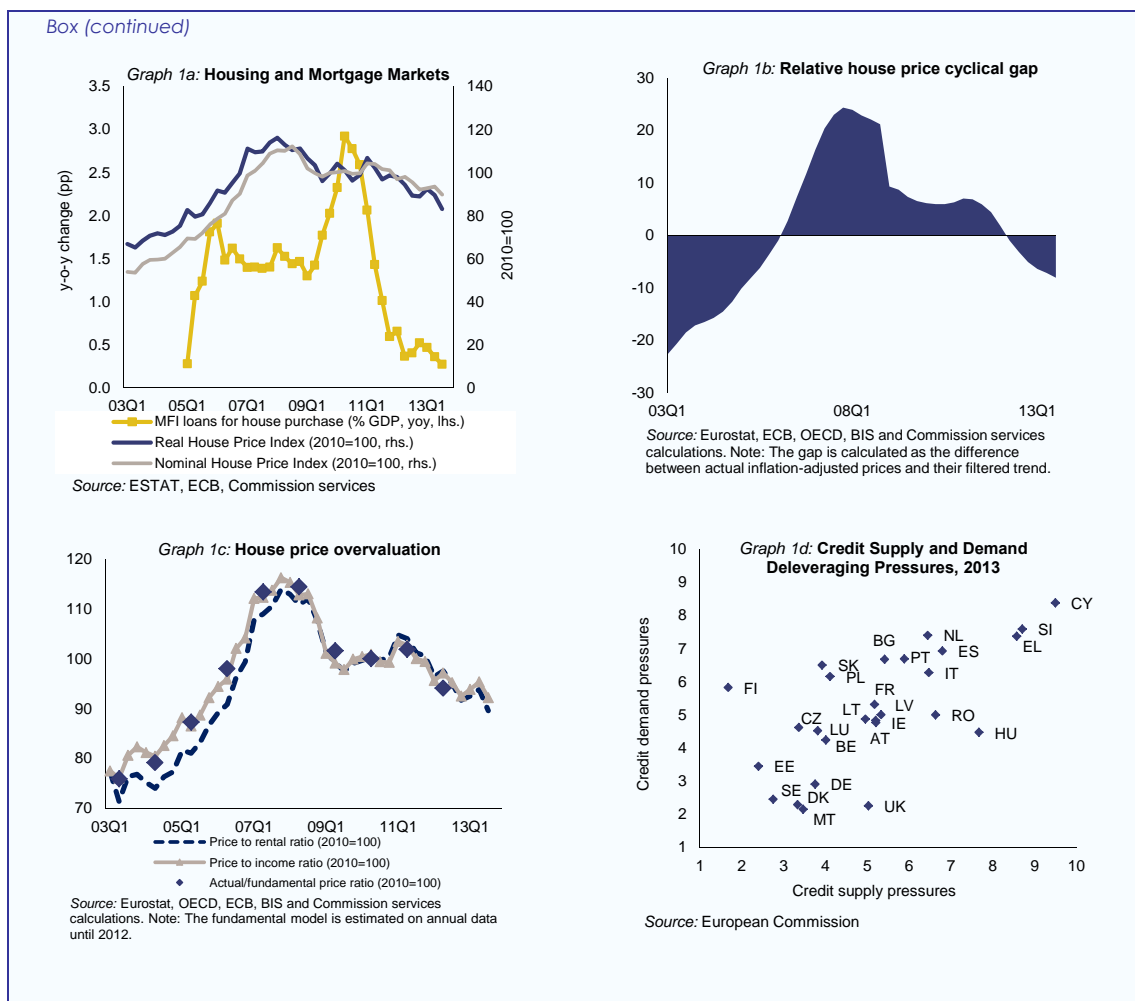 Box (continued)
Graph 1a: Housing and Mortgage Markets
3.5
3.0
2.5
2.0
1.5
1.0
0.5
0.0
y-o-y change (pp)
140
120
100
80
60
40
20
0
2010=100
03Q1 05Q1 07Q1 09Q1 11Q1 13Q1
MFI loans for house purchase (% GDP, yoy, lhs.)
Real House Price Index (2010=100, rhs.)
Nominal House Price Index (2010=100, rhs.)
Source: ESTAT, ECB, Commission services
Graph 1b: Relative house price cyclical gap
30
20
10
0
-10
-20
-30
03Q1 08Q1 13Q1
Source: Eurostat, ECB, OECD, BIS and Commission services
calculations. Note: The gap is calculated as the difference
between actual inflation-adjusted prices and their filtered trend.
Graph 1c: House price overvaluation
120
110
100
90
80
70
03Q1 05Q1 07Q1 09Q1 11Q1 13Q1
Price to rental ratio (2010=100)
Price to income ratio (2010=100)
Actual/fundamental price ratio (2010=100)
Source: Eurostat, OECD, ECB, BIS and Commission services
calculations. Note: The fundamental model is estimated on annual data
until 2012.
Graph 1d: Credit Supply and Demand
Deleveraging Pressures, 2013
10
9
8
7
6
5
4
3
2
1
Credit demand pressures
CY
SI
EL
NL
BG
ES
PT
SK
IT
PL
FI
FR
LT
LV
RO
CZ
IE
LU
HU
AT
BE
EE
DE
SE
DK
UK
MT
1 2 3 4 5 6 7 8 9 10
Credit supply pressures
Source: European Commission